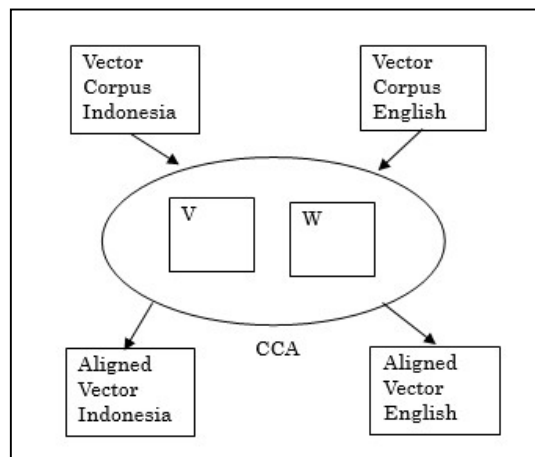 Vector
Corpus
Indonesia
Vector
Corpus
English
V
W
CCA
Aligned
Vector
Indonesia
Aligned
Vector
English